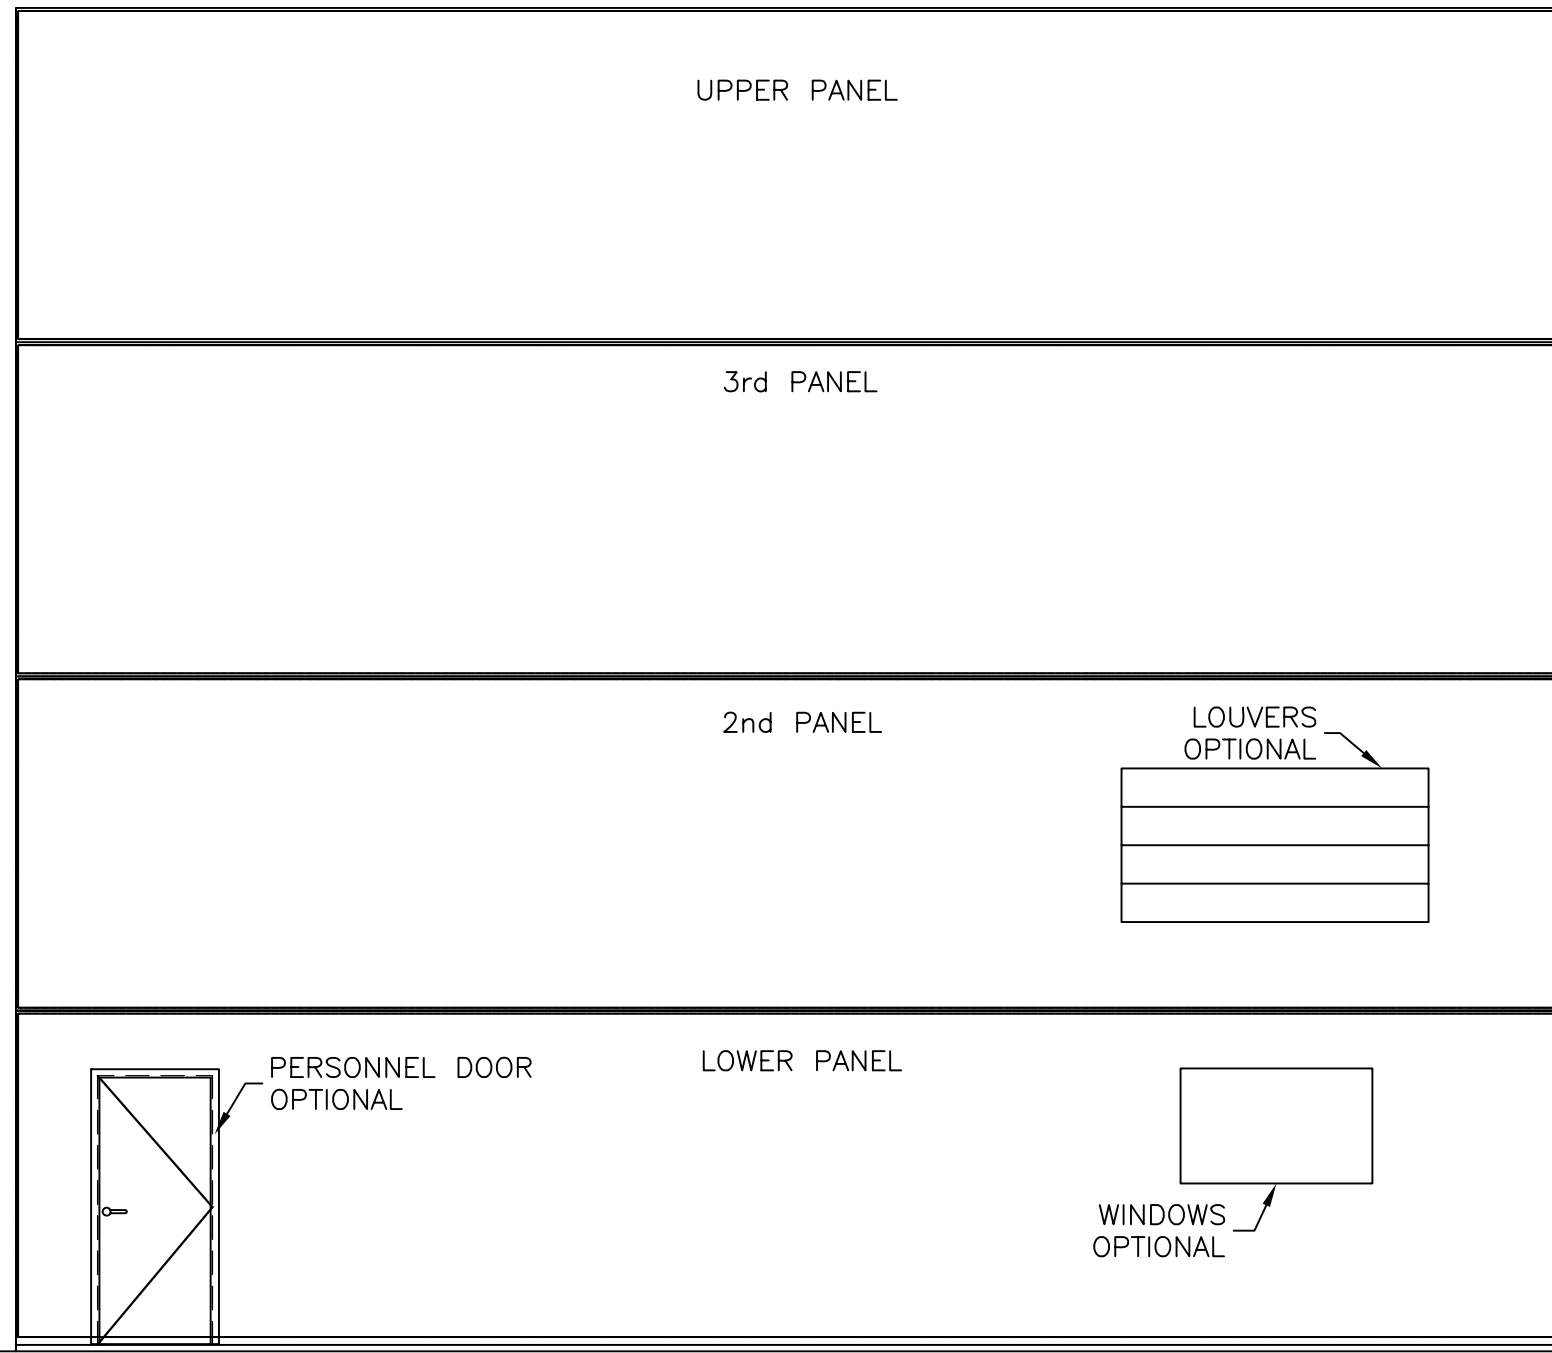 UPPER PANEL
3rd PANEL
2nd PANEL
LOUVERS
OPTIONAL
PERSONNEL DOOR
OPTIONAL
LOWER PANEL
WINDOWS
OPTIONAL